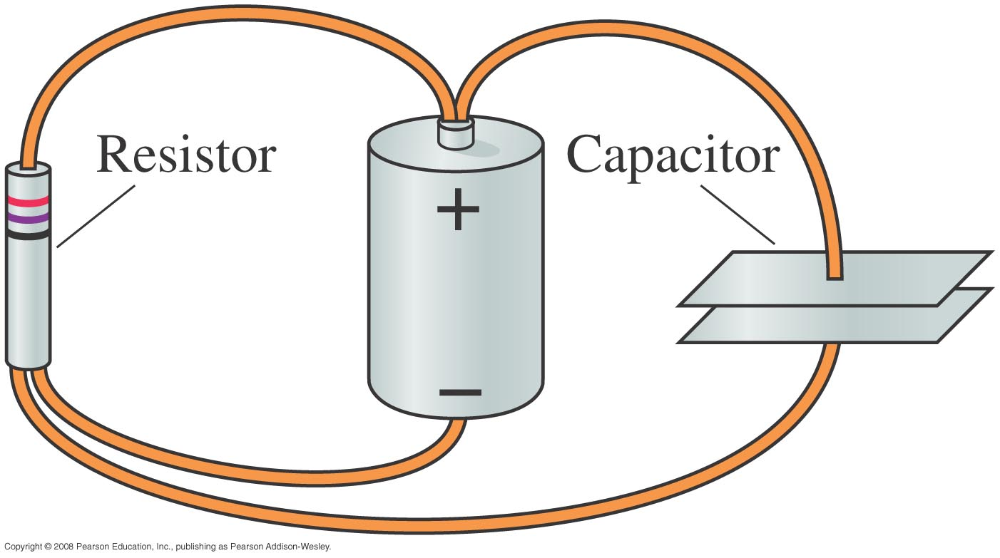 Resistor
Capacitor
+
−
Copyright © 2008 Pearson Education, Inc., publishing as Pearson Addison-Wesley.